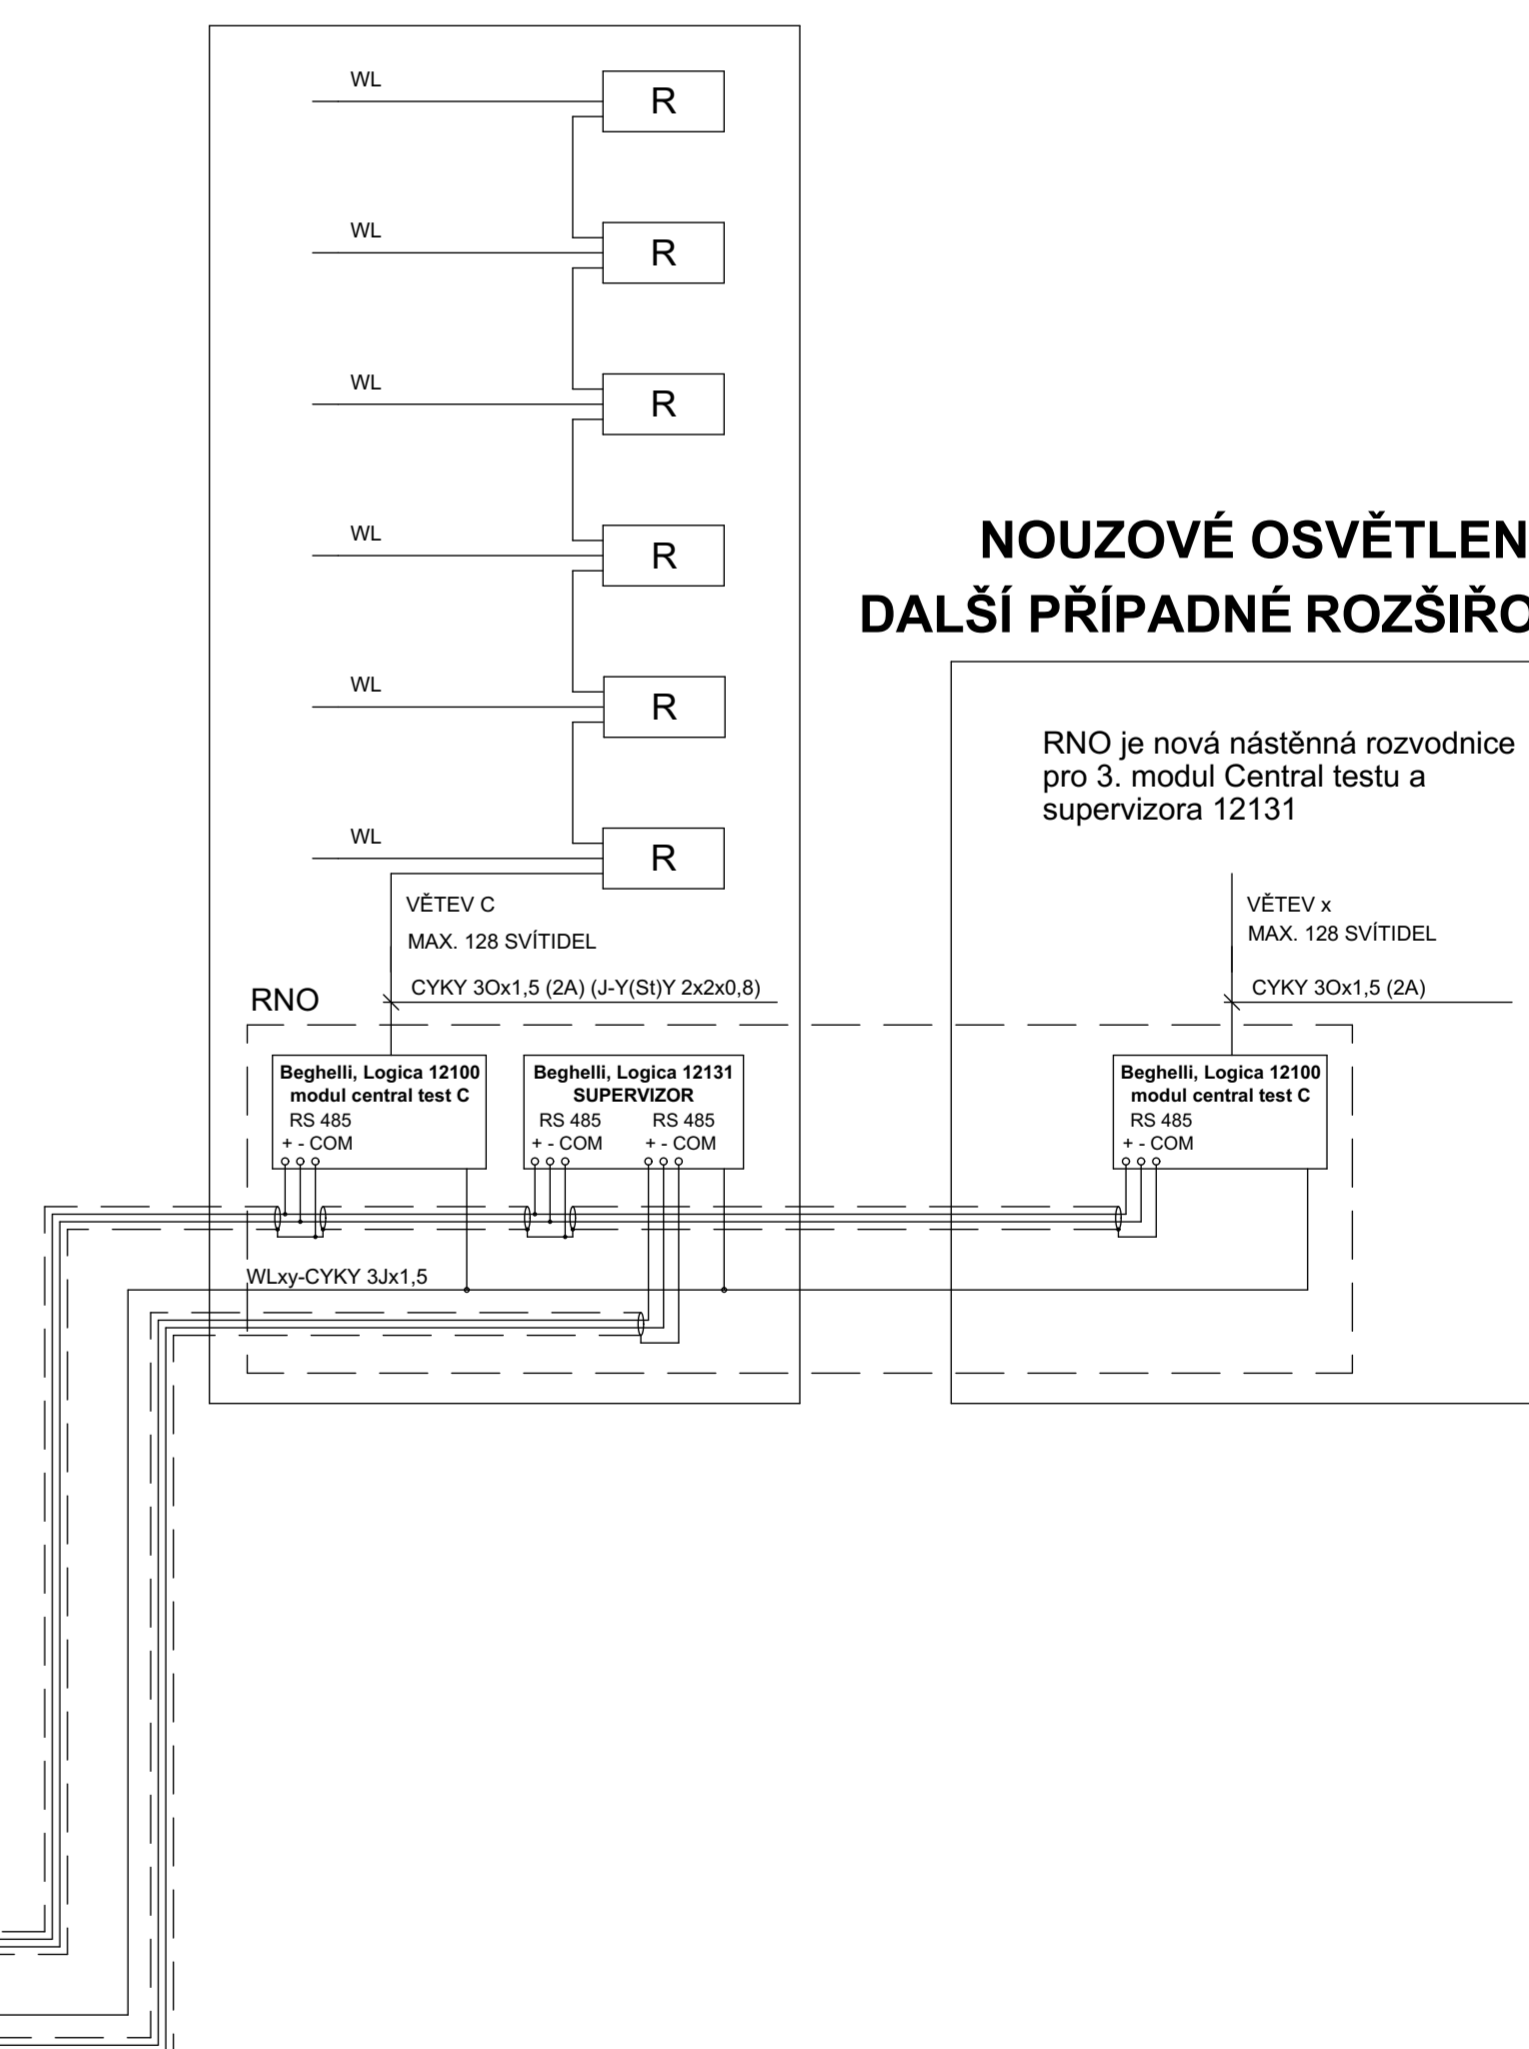 WL
R
WL
R
WL
R
WL
R
WL
R
WL
R
VĚTEV C
MAX. 128 SVÍTIDEL
CYKY 3Ox1,5 (2A) (J-Y(St)Y 2x2x0,8)
RNO
Beghelli, Logica 12100
modul central test C
RS 485
+ - COM
Beghelli, Logica 12131
SUPERVIZOR
RS 485 RS 485
+ - COM + - COM
WLxy-CYKY 3Jx1,5
NOUZOVÉ OSVĚTLEN
DALŠÍ PŘÍPADNÉ ROZŠIŘO
RNO je nová nástěnná rozvodnice
pro 3. modul Central testu a
supervizora 12131
VĚTEV x
MAX. 128 SVÍTIDEL
CYKY 3Ox1,5 (2A)
Beghelli, Logica 12100
modul central test C
RS 485
+ - COM